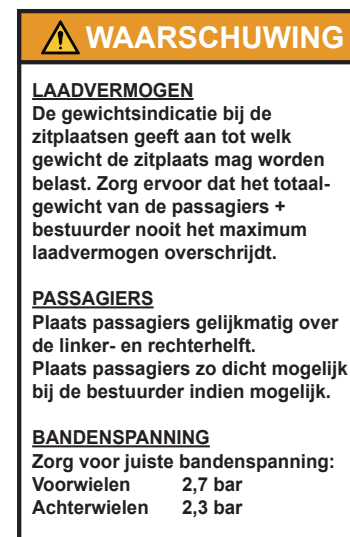 WAARSCHUWING
LAADVERMOGEN
De gewichtsindicatie bij de
zitplaatsen geeft aan tot welk
gewicht de zitplaats mag worden
belast. Zorg ervoor dat het totaal-
gewicht van de passagiers +
bestuurder nooit het maximum
laadvermogen overschrijdt.
PASSAGIERS
Plaats passagiers gelijkmatig over
de linker- en rechterhelft.
Plaats passagiers zo dicht mogelijk
bij de bestuurder indien mogelijk.
BANDENSPANNING
Zorg voor juiste bandenspanning:
Voorwielen 2,7 bar
Achterwielen 2,3 bar